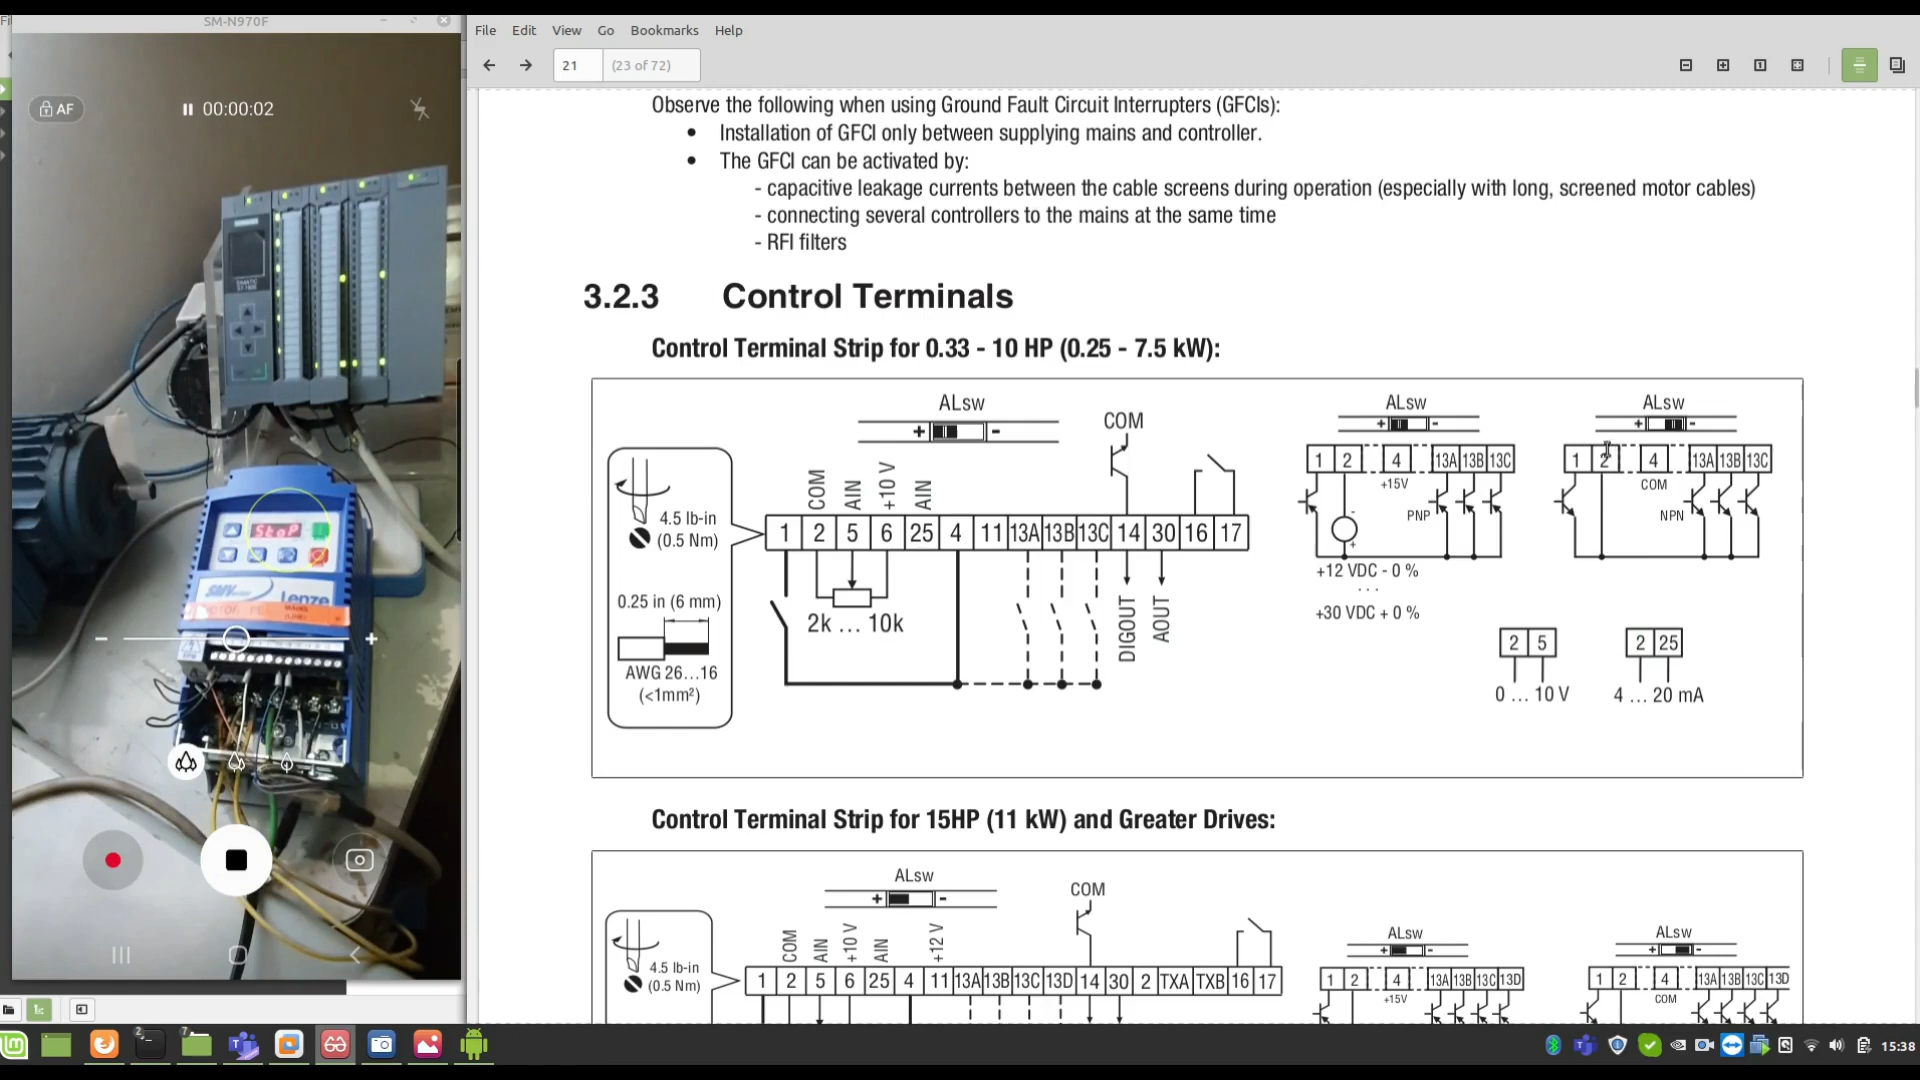 SM-N970F
AF
00:00:02
SIEMENS
StoP
SMV
Lenze
File Edit View Go Bookmarks Help
21 (23 of 72)
Observe the following when using Ground Fault Circuit Interrupters (GFCIs):
• Installation of GFCI only between supplying mains and controller.
• The GFCI can be activated by:
- capacitive leakage currents between the cable screens during operation (especially with long, screened motor cables)
- connecting several controllers to the mains at the same time
- RFI filters
3.2.3 Control Terminals
Control Terminal Strip for 0.33 - 10 HP (0.25 - 7.5 kW):
ALsw
+ -
COM
COM AIN +10 V AIN
4.5 lb-in
(0.5 Nm)
1 2 5 6 25 4 11 13A 13B 13C 14 30 16 17
0.25 in (6 mm)
AWG 26…16
(<1mm²)
2k … 10k
DIGOUT AOUT
ALsw
+ -
1 2 4 13A 13B 13C
+15V
PNP
-
+
+12 VDC - 0 %
. . .
+30 VDC + 0 %
ALsw
+ -
1 2 4 13A 13B 13C
COM
NPN
2 5
0 … 10 V
2 25
4 … 20 mA
Control Terminal Strip for 15HP (11 kW) and Greater Drives:
ALsw
+ -
COM
COM AIN +10 V AIN +12 V
4.5 lb-in
(0.5 Nm)
1 2 5 6 25 4 11 13A 13B 13C 13D 14 30 2 TXA TXB 16 17
ALsw
+ -
1 2 4 13A 13B 13C 13D
+15V
ALsw
+ -
1 2 4 13A 13B 13C 13D
COM
2 7
15:38